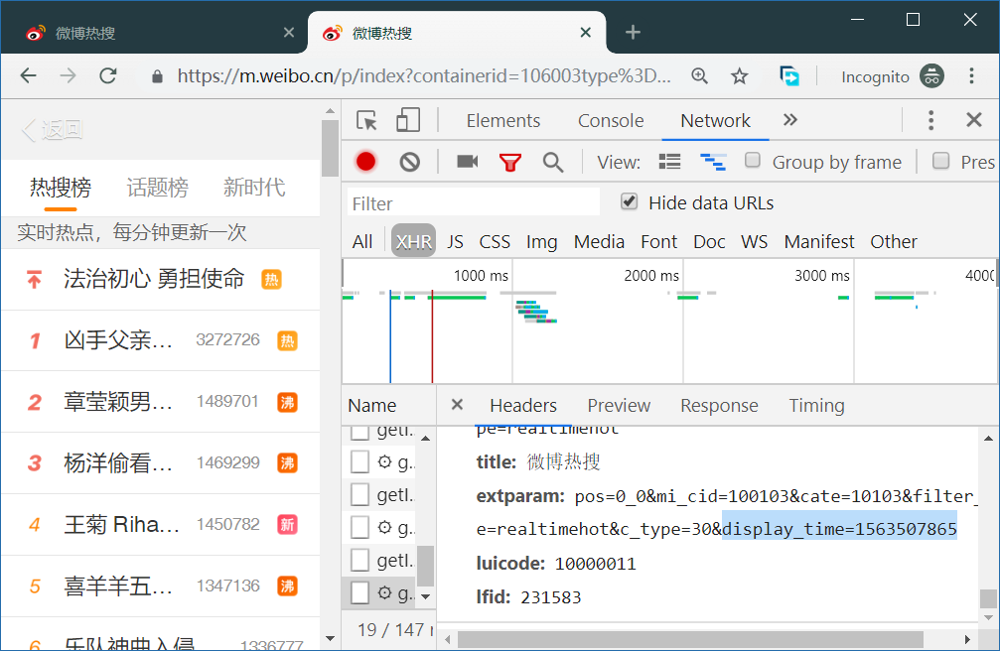 微博热搜
微博热搜
https://m.weibo.cn/p/index?containerid=106003type%3D...
Incognito
返回
热搜榜 话题榜 新时代
实时热点，每分钟更新一次
法治初心 勇担使命 热
1 凶手父亲... 3272726 热
2 章莹颖男... 1489701 沸
3 杨洋偷看... 1469299 沸
4 王菊 Riha... 1450782 新
5 喜羊羊五... 1347136 沸
6 乐队神曲入侵 1336777
Elements Console Network
View: Group by frame Pres
Filter Hide data URLs
All XHR JS CSS Img Media Font Doc WS Manifest Other
1000 ms 2000 ms 3000 ms 4000
Name
getI...
g...
getI...
g...
getI...
g...
19 / 147 r
Headers Preview Response Timing
pe=realtimehot
title: 微博热搜
extparam: pos=0_0&mi_cid=100103&cate=10103&filter_
e=realtimehot&c_type=30&display_time=1563507865
luicode: 10000011
lfid: 231583